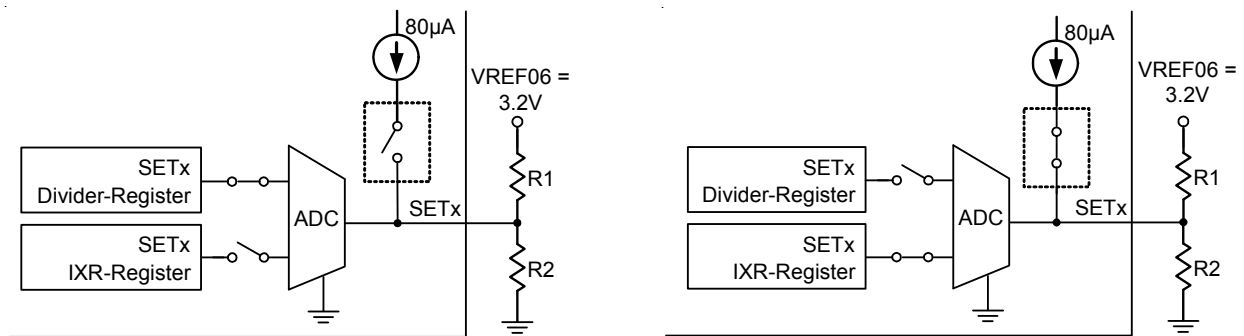 80µA
VREF06 =
3.2V
SETx
Divider-Register
R1
SETx
ADC
SETx
IXR-Register
R2
80µA
VREF06 =
3.2V
SETx
Divider-Register
R1
SETx
ADC
SETx
IXR-Register
R2